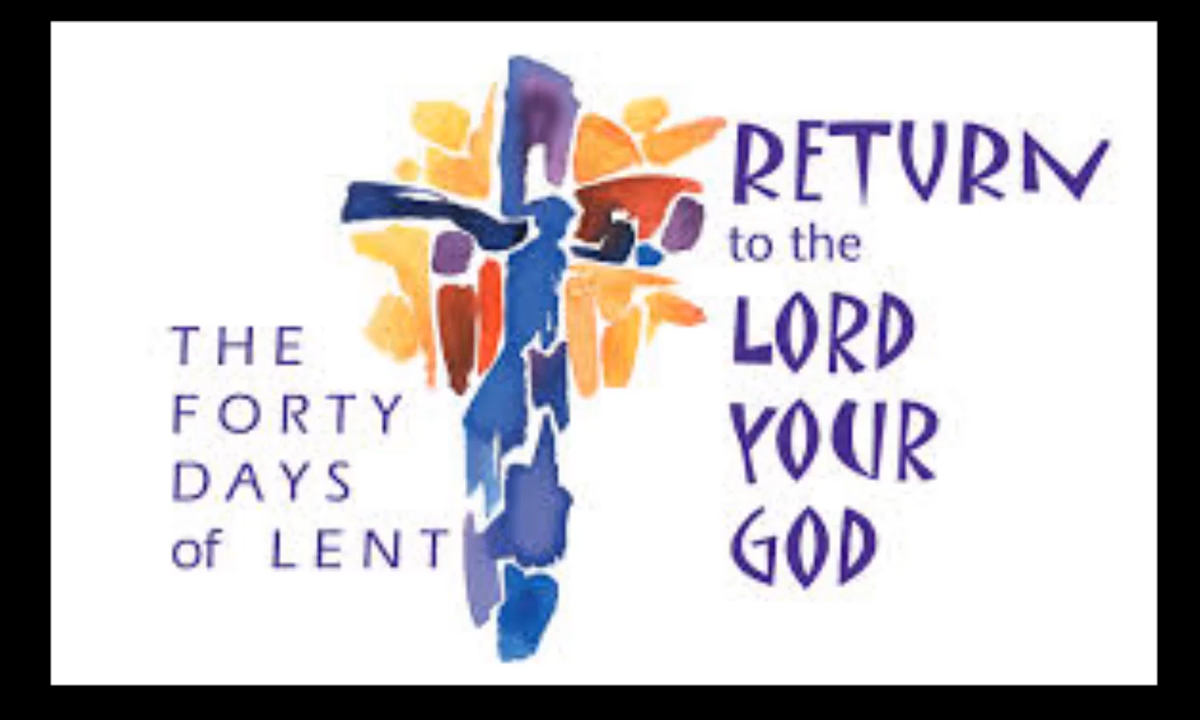 THE
FORTY
DAYS
of LENT
RETURN
to the
LORD
YOUR
GOD